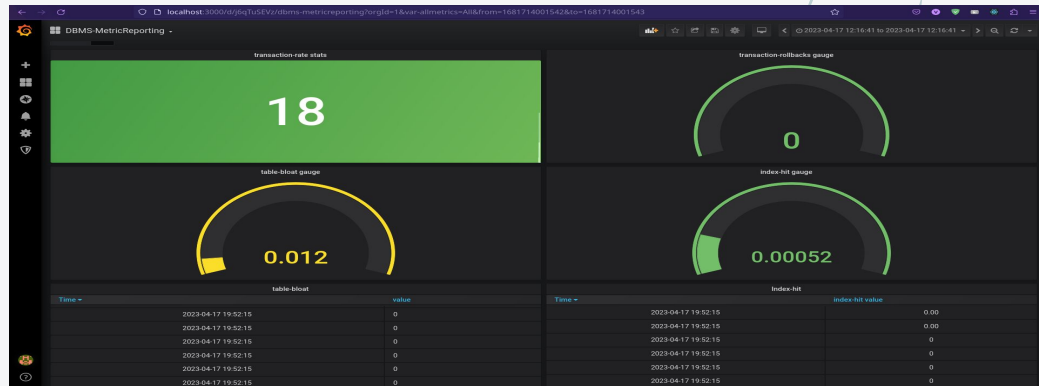 localhost:3000/d/j6qTuSEVz/dbms-metricreporting?orgId=1&var-allmetrics=All&from=1681714001542&to=1681714001543
DBMS-MetricReporting
2023-04-17 12:16:41 to 2023-04-17 12:16:41
transaction-rate stats
18
transaction-rollbacks gauge
0
table-bloat gauge
0.012
index-hit gauge
0.00052
table-bloat
Time value
2023-04-17 19:52:15 0
2023-04-17 19:52:15 0
2023-04-17 19:52:15 0
2023-04-17 19:52:15 0
2023-04-17 19:52:15 0
2023-04-17 19:52:15 0
Index-hit
Time index-hit value
2023-04-17 19:52:15 0.00
2023-04-17 19:52:15 0.00
2023-04-17 19:52:15 0
2023-04-17 19:52:15 0
2023-04-17 19:52:15 0
2023-04-17 19:52:15 0